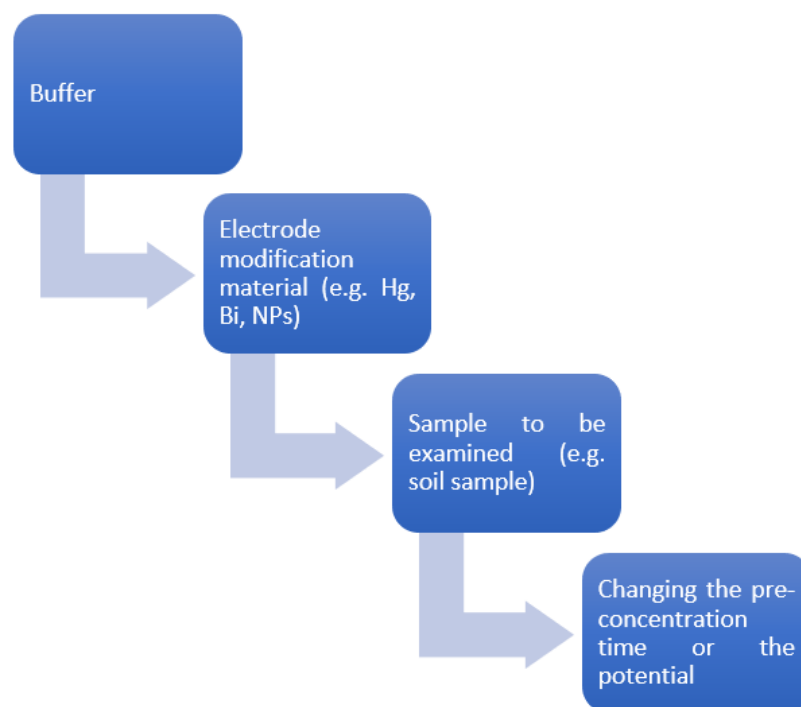 Buffer
Electrode
modification
material (e.g. Hg,
Bi, NPs)
Sample to be
examined (e.g.
soil sample)
Changing the pre-
concentration
time or the
potential